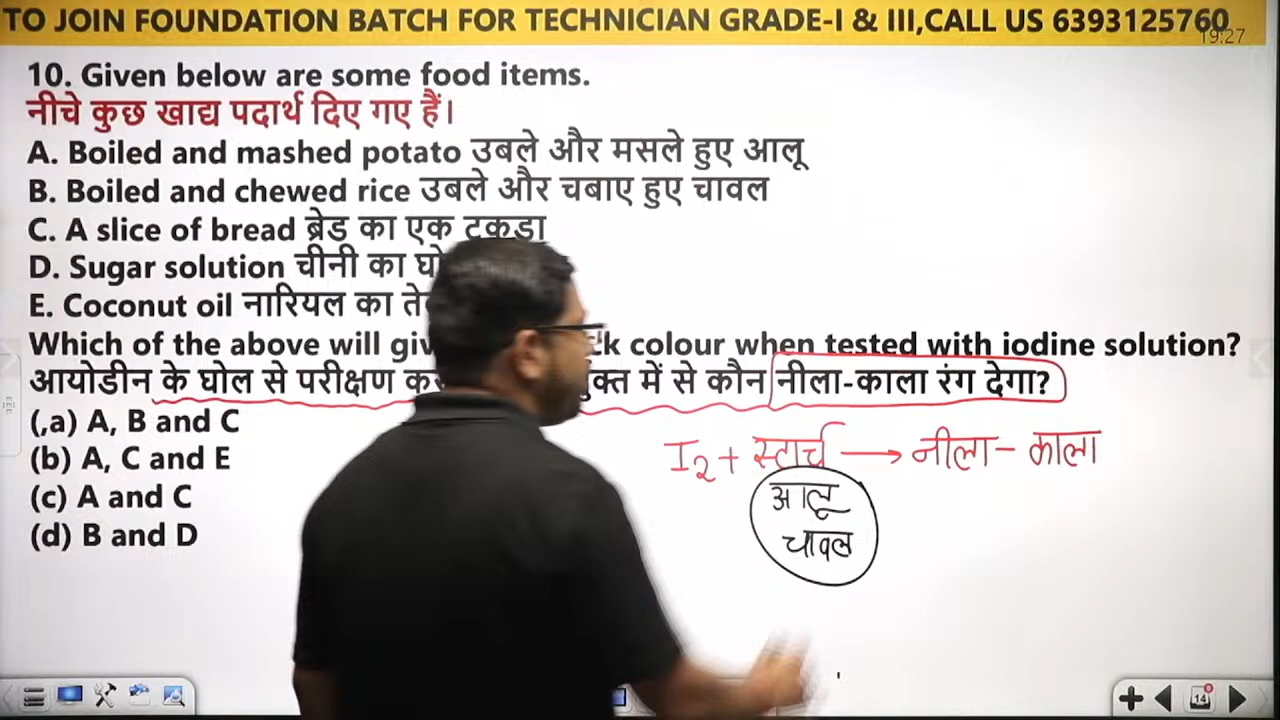 TO JOIN FOUNDATION BATCH FOR TECHNICIAN GRADE-I & III,CALL US 6393125760
19:27
10. Given below are some food items.
नीचे कुछ खाद्य पदार्थ दिए गए हैं।
A. Boiled and mashed potato उबले और मसले हुए आलू
B. Boiled and chewed rice उबले और चबाए हुए चावल
C. A slice of bread ब्रेड का एक टुकड़ा
D. Sugar solution चीनी का
E. Coconut oil नारियल का
Which of the above will colour when tested with iodine solution?
आयोडीन के घोल से परीक्षण में से कौन नीला-काला रंग देगा?
(,a) A, B and C
(b) A, C and E
(c) A and C
(d) B and D
I2 + स्टार्च → नीला - काला
आलू
चावल
14